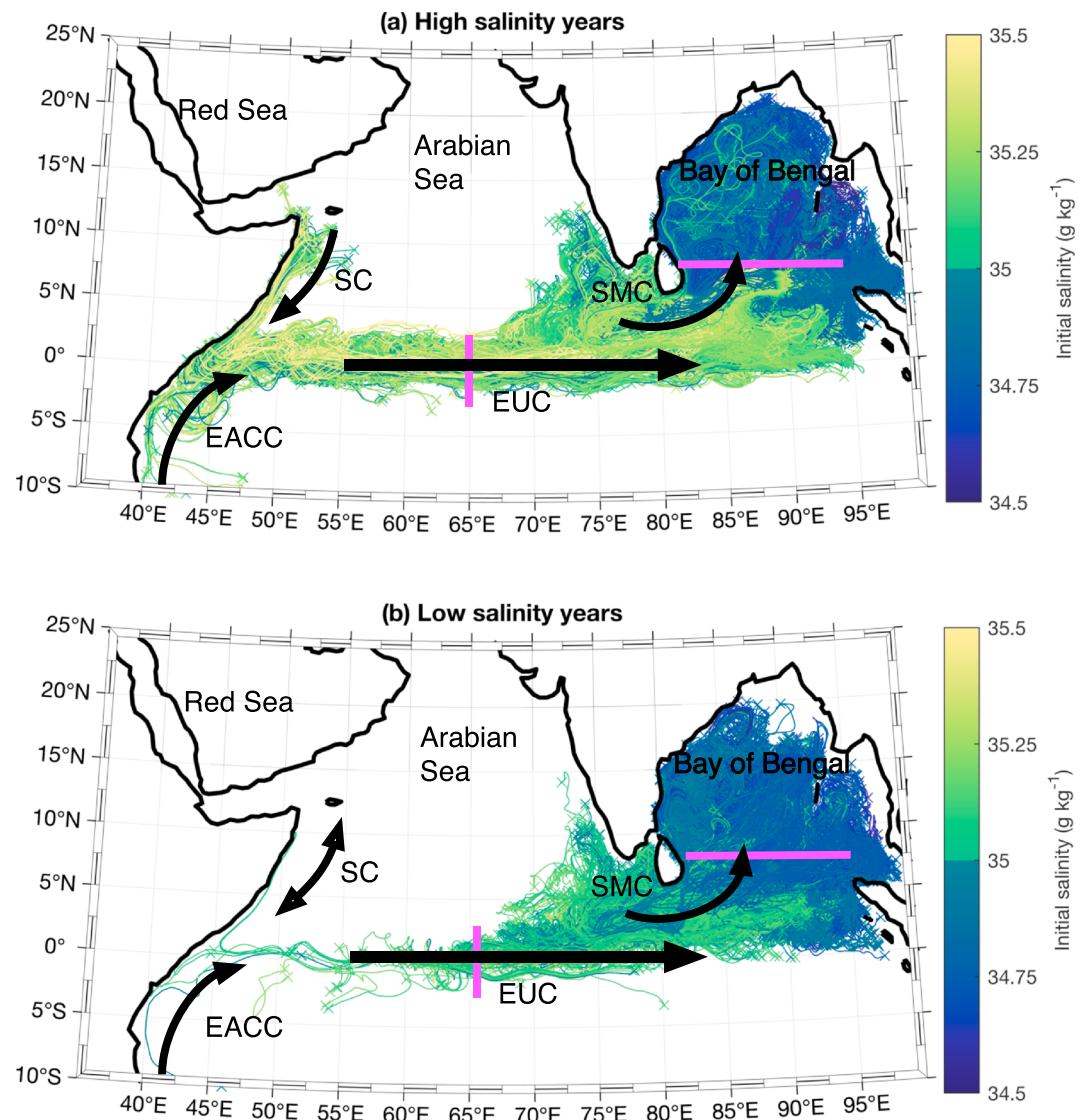 (a) High salinity years
25°N
20°N
15°N
10°N
5°N
0°
5°S
10°S
40°E 45°E 50°E 55°E 60°E 65°E 70°E 75°E 80°E 85°E 90°E 95°E
Red Sea
Arabian
Sea
Bay of Bengal
SC
SMC
EUC
EACC
35.5
35.25
35
34.75
34.5
Initial salinity (g kg⁻¹)
(b) Low salinity years
25°N
20°N
15°N
10°N
5°N
0°
5°S
10°S
40°E 45°E 50°E 55°E 60°E 65°E 70°E 75°E 80°E 85°E 90°E 95°E
Red Sea
Arabian
Sea
Bay of Bengal
SC
SMC
EUC
EACC
35.5
35.25
35
34.75
34.5
Initial salinity (g kg⁻¹)